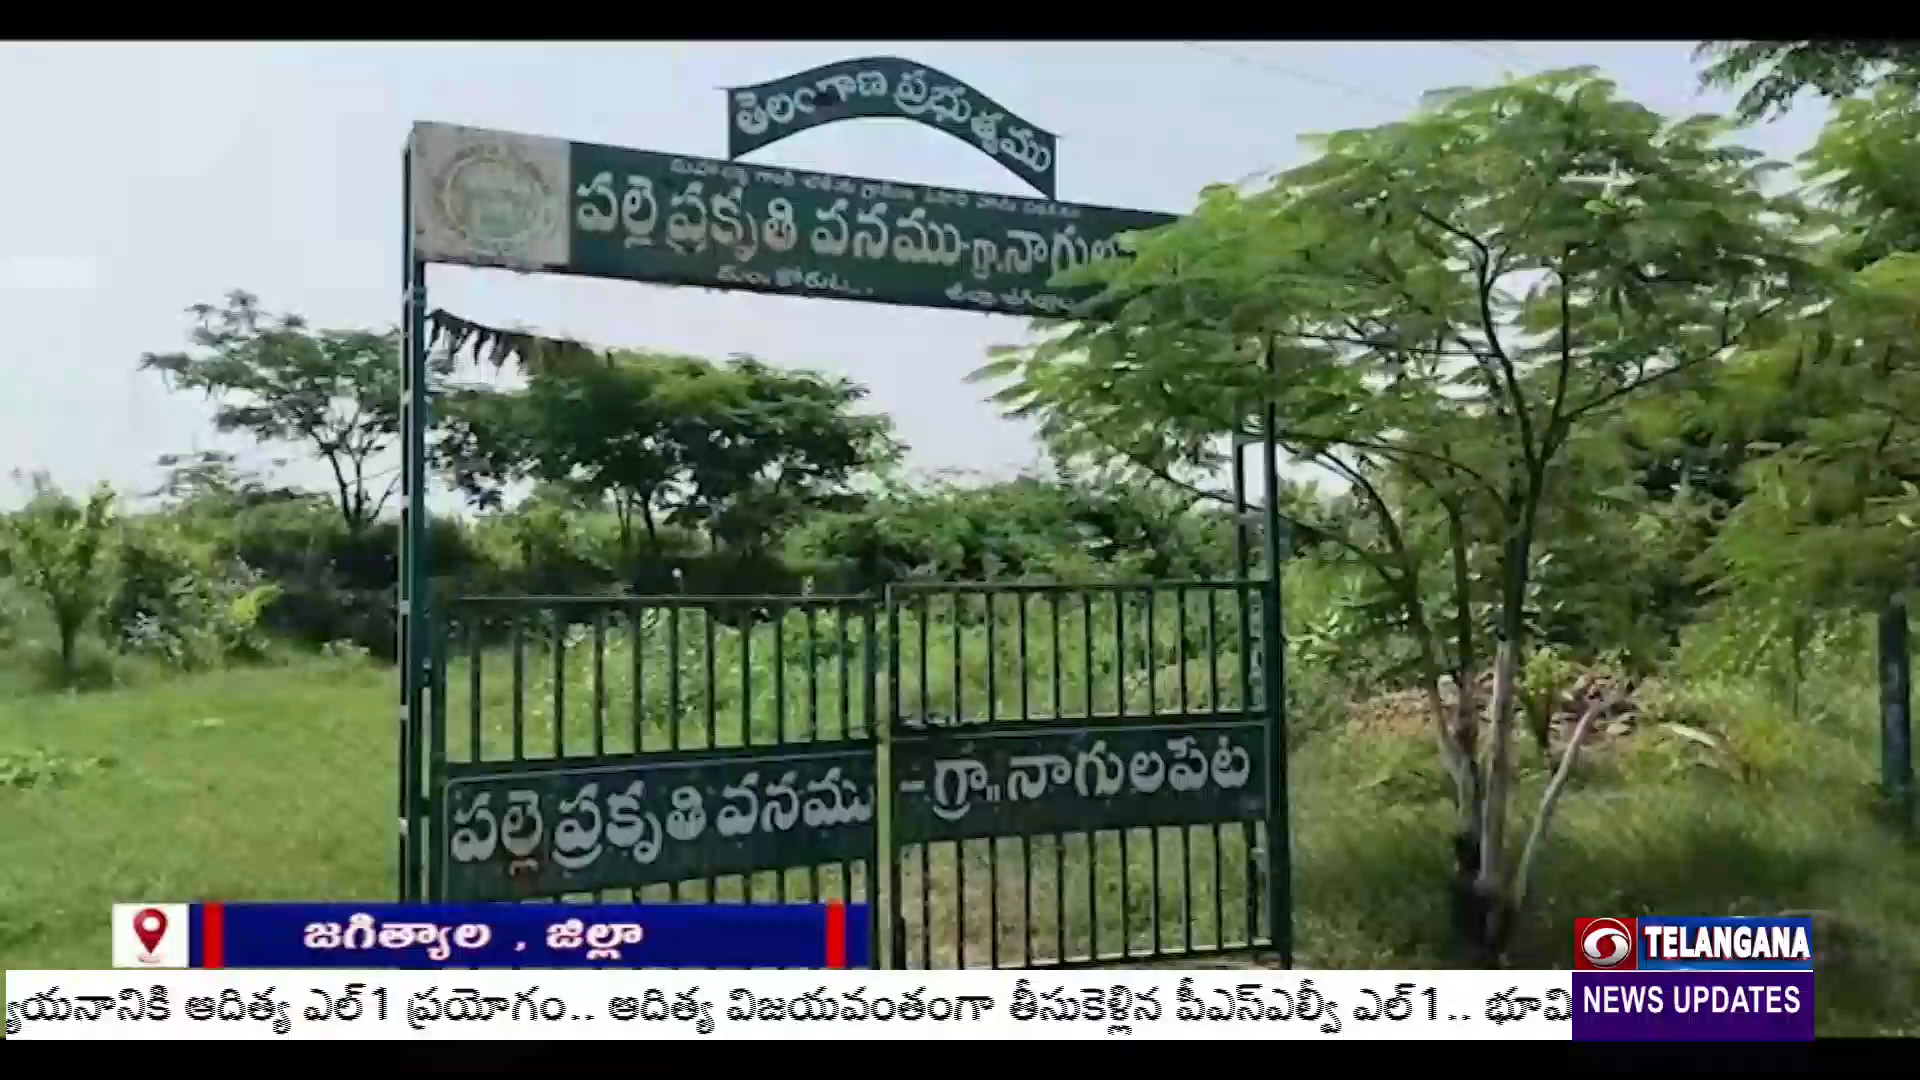 తెలంగాణ ప్రభుత్వము
పల్లె ప్రకృతి వనము-గ్రా.నాగుల
పల్లె ప్రకృతి వనము - గ్రా,, నాగులపేట
జగిత్యాల , జిల్లా
TELANGANA
యయనానికి ఆదిత్య ఎల్1 ప్రయోగం.. ఆదిత్య విజయవంతంగా తీసుకెళ్లిన పీఎస్ఎల్వీ ఎల్1.. భూమి
NEWS UPDATES